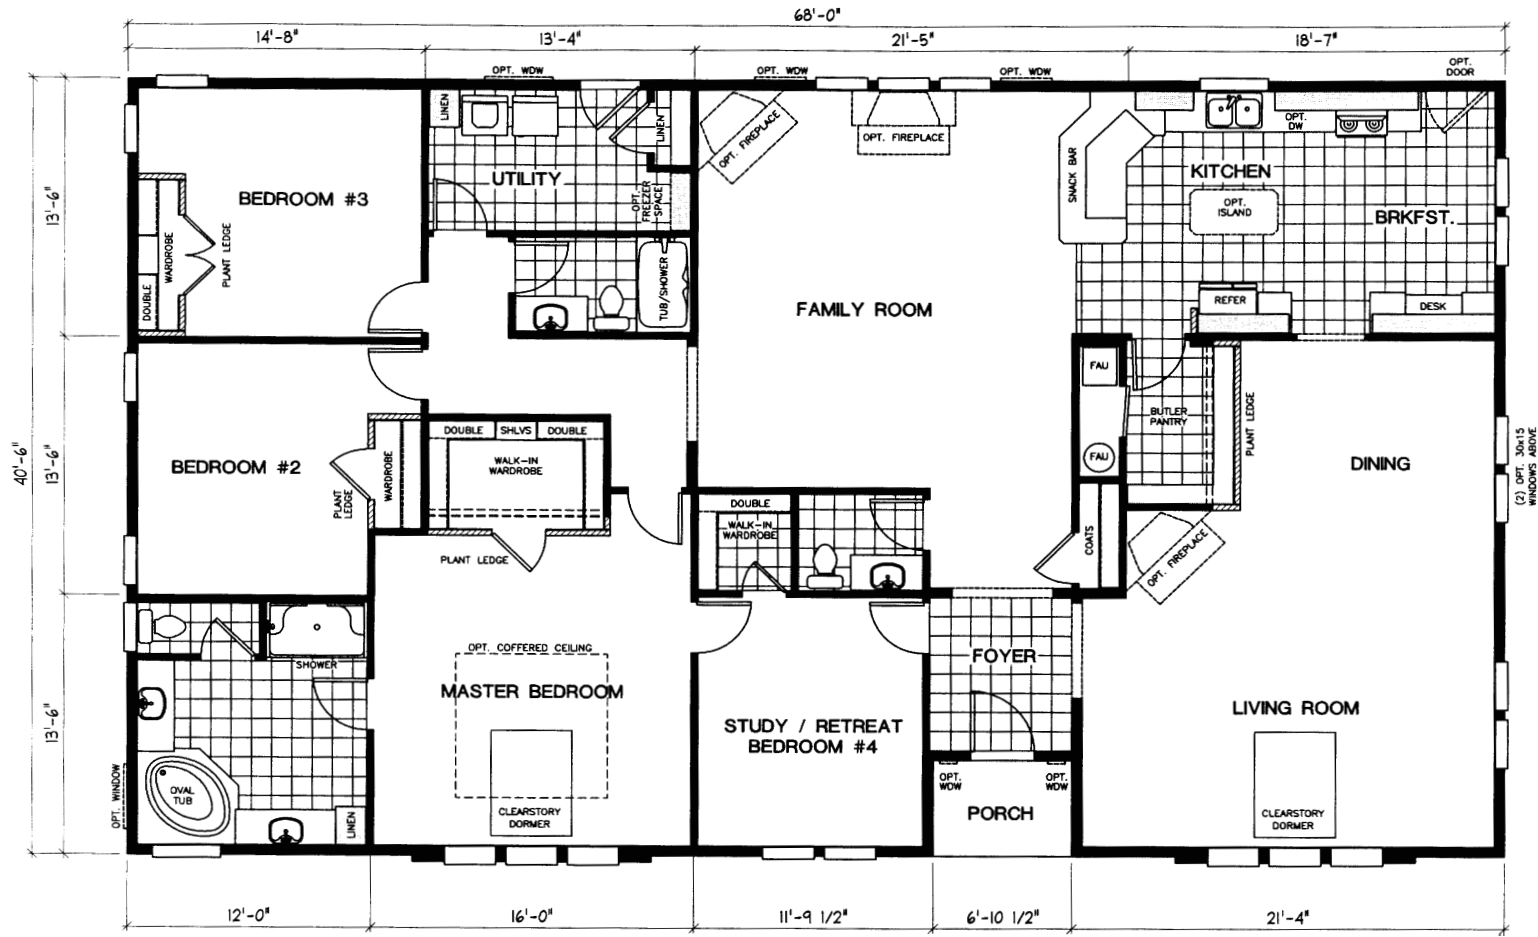 68'-0"
14'-8"
13'-4"
21'-5"
18'-7"
OPT. WDW
OPT. WDW
OPT. WDW
OPT.
DOOR
LINEN
LINEN
OPT. FIREPLACE
OPT. FIREPLACE
OPT.
DW
SNACK BAR
KITCHEN
OPT.
ISLAND
BRKFST.
UTILITY
OPT.
FREEZER
SPACE
13'-6"
BEDROOM #3
WARDROBE
DOUBLE
PLANT LEDGE
TUB/SHOWER
FAMILY ROOM
REFER
DESK
FAU
BUTLER
PANTRY
PLANT LEDGE
FAU
DINING
(2) OPT. 30x15
WINDOWS ABOVE
40'-6"
13'-6"
BEDROOM #2
PLANT
LEDGE
WARDROBE
DOUBLE
SHLVS
DOUBLE
WALK-IN
WARDROBE
PLANT LEDGE
DOUBLE
WALK-IN
WARDROBE
COATS
OPT. FIREPLACE
SHOWER
OPT. COFFERED CEILING
MASTER BEDROOM
FOYER
13'-6"
STUDY / RETREAT
BEDROOM #4
LIVING ROOM
OPT. WINDOW
OVAL
TUB
LINEN
CLEARSTORY
DORMER
OPT.
WDW
OPT.
WDW
PORCH
CLEARSTORY
DORMER
12'-0"
16'-0"
11'-9 1/2"
6'-10 1/2"
21'-4"